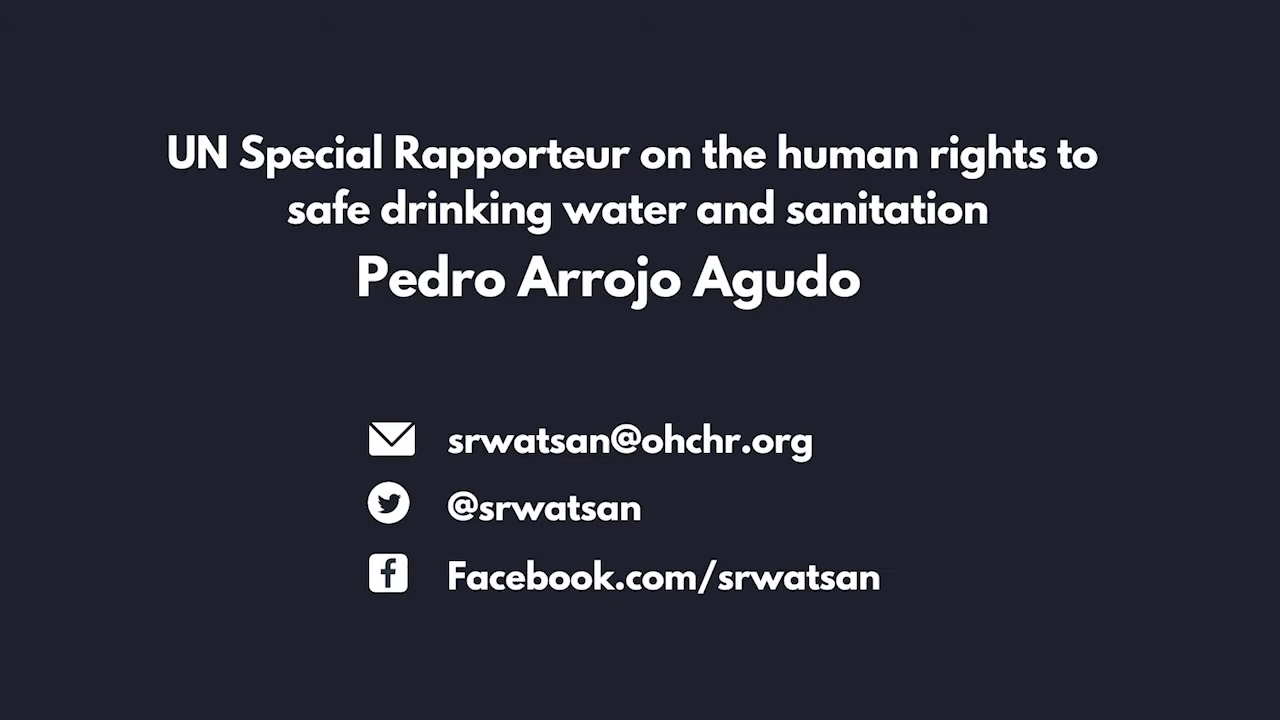 UN Special Rapporteur on the human rights to
safe drinking water and sanitation
Pedro Arrojo Agudo
srwatsan@ohchr.org
@srwatsan
Facebook.com/srwatsan